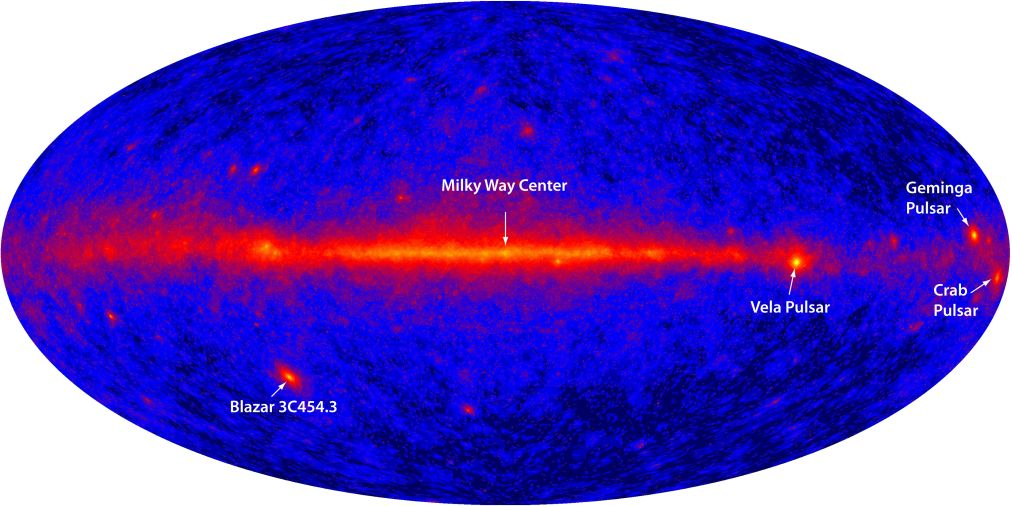 Milky Way Center
Geminga
Pulsar
Crab
Pulsar
Vela Pulsar
Blazar 3C454.3